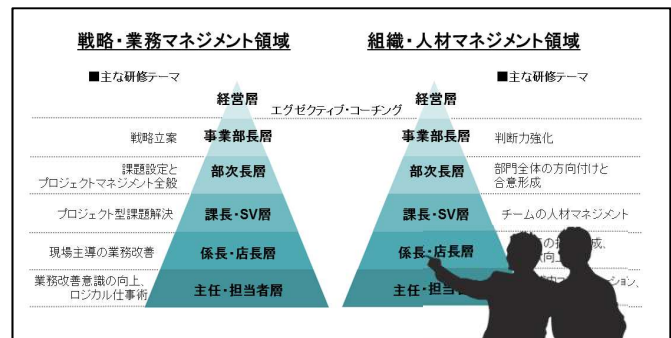 戦略・業務マネジメント領域
組織・人材マネジメント領域
■主な研修テーマ
■主な研修テーマ
経営層
経営層
エグゼクティブ・コーチング
戦略立案
事業部長層
事業部長層
判断力強化
課題設定と
プロジェクトマネジメント全般
部次長層
部次長層
部門全体の方向付けと
合意形成
プロジェクト型課題解決
課長・SV層
課長・SV層
チームの人材マネジメント
現場主導の業務改善
係長・店長層
係長・店長層
業務改善意識の向上、
ロジカル仕事術
主任・担当者層
主任・担当